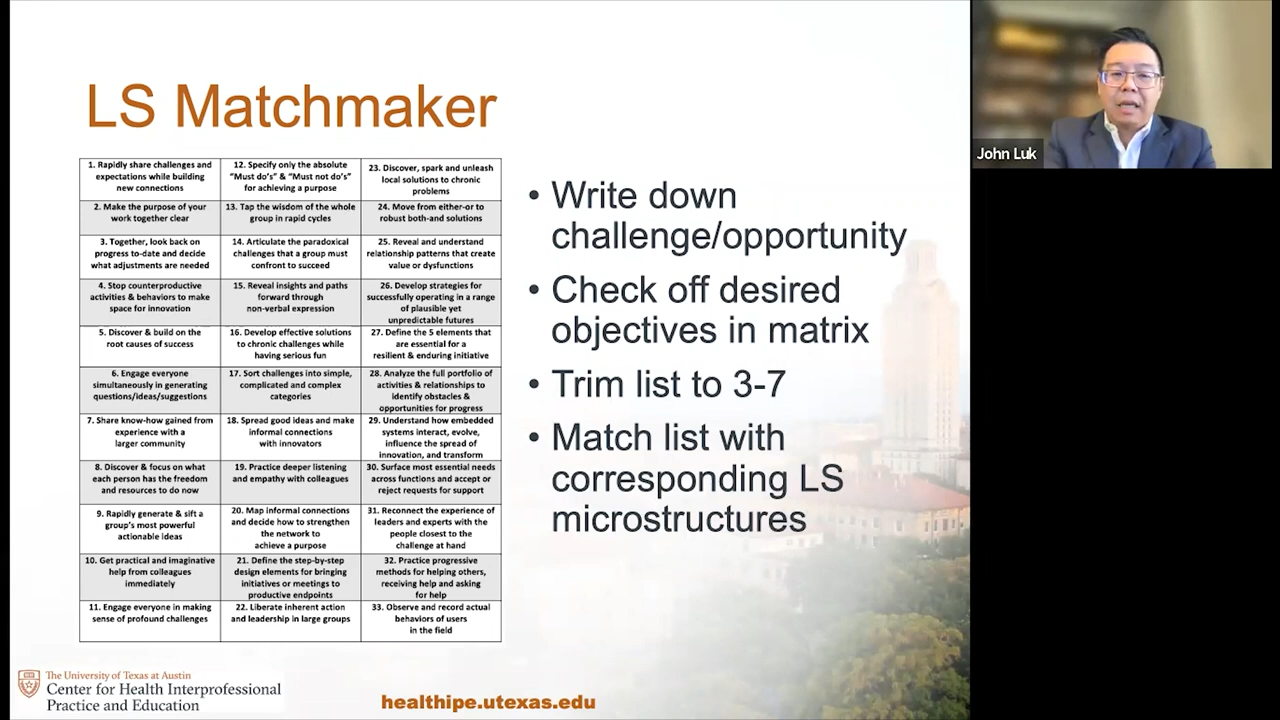 LS Matchmaker
1. Rapidly share challenges and
expectations while building
new connections
12. Specify only the absolute
“Must do’s” & “Must not do’s”
for achieving a purpose
23. Discover, spark and unleash
local solutions to chronic
problems
2. Make the purpose of your
work together clear
13. Tap the wisdom of the whole
group in rapid cycles
24. Move from either-or to
robust both-and solutions
3. Together, look back on
progress to-date and decide
what adjustments are needed
14. Articulate the paradoxical
challenges that a group must
confront to succeed
25. Reveal and understand
relationship patterns that create
value or dysfunctions
4. Stop counterproductive
activities & behaviors to make
space for innovation
15. Reveal insights and paths
forward through
non-verbal expression
26. Develop strategies for
successfully operating in a range
of plausible yet
unpredictable futures
5. Discover & build on the
root causes of success
16. Develop effective solutions
to chronic challenges while
having serious fun
27. Define the 5 elements that
are essential for a
resilient & enduring initiative
6. Engage everyone
simultaneously in generating
questions/ideas/suggestions
17. Sort challenges into simple,
complicated and complex
categories
28. Analyze the full portfolio of
activities & relationships to
identify obstacles &
opportunities for progress
7. Share know-how gained from
experience with a
larger community
18. Spread good ideas and make
informal connections
with innovators
29. Understand how embedded
systems interact, evolve,
influence the spread of
innovation, and transform
8. Discover & focus on what
each person has the freedom
and resources to do now
19. Practice deeper listening
and empathy with colleagues
30. Surface most essential needs
across functions and accept or
reject requests for support
9. Rapidly generate & sift a
group’s most powerful
actionable ideas
20. Map informal connections
and decide how to strengthen
the network to
achieve a purpose
31. Reconnect the experience of
leaders and experts with the
people closest to the
challenge at hand
10. Get practical and imaginative
help from colleagues
immediately
21. Define the step-by-step
design elements for bringing
initiatives or meetings to
productive endpoints
32. Practice progressive
methods for helping others,
receiving help and asking
for help
11. Engage everyone in making
sense of profound challenges
22. Liberate inherent action
and leadership in large groups
33. Observe and record actual
behaviors of users
in the field
• Write down
challenge/opportunity
• Check off desired
objectives in matrix
• Trim list to 3-7
• Match list with
corresponding LS
microstructures
The University of Texas at Austin
Center for Health Interprofessional
Practice and Education
healthipe.utexas.edu
John Luk